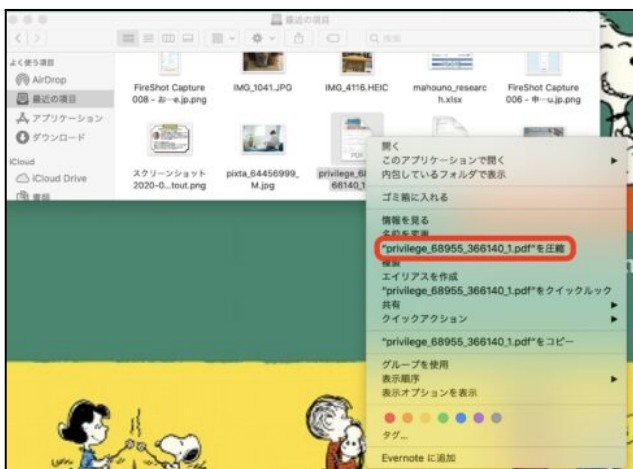 最近の項目
検索
よく使う項目
AirDrop
最近の項目
アプリケーション
ダウンロード
iCloud
iCloud Drive
書類
FireShot Capture
008 - お…e.jp.png
IMG_1041.JPG
IMG_4116.HEIC
mahouno_researc
h.xlsx
FireShot Capture
006 - 申…u.jp.png
スクリーンショット
2020-0...tout.png
pixta_64456999_
M.jpg
PDF
privilege_68
66140_1
開く
このアプリケーションで開く
内包しているフォルダで表示
ゴミ箱に入れる
情報を見る
名前を変更
"privilege_68955_366140_1.pdf"を圧縮
複製
エイリアスを作成
"privilege_68955_366140_1.pdf"をクイックルック
共有
クイックアクション
"privilege_68955_366140_1.pdf"をコピー
グループを使用
表示順序
表示オプションを表示
タグ...
Evernote に追加